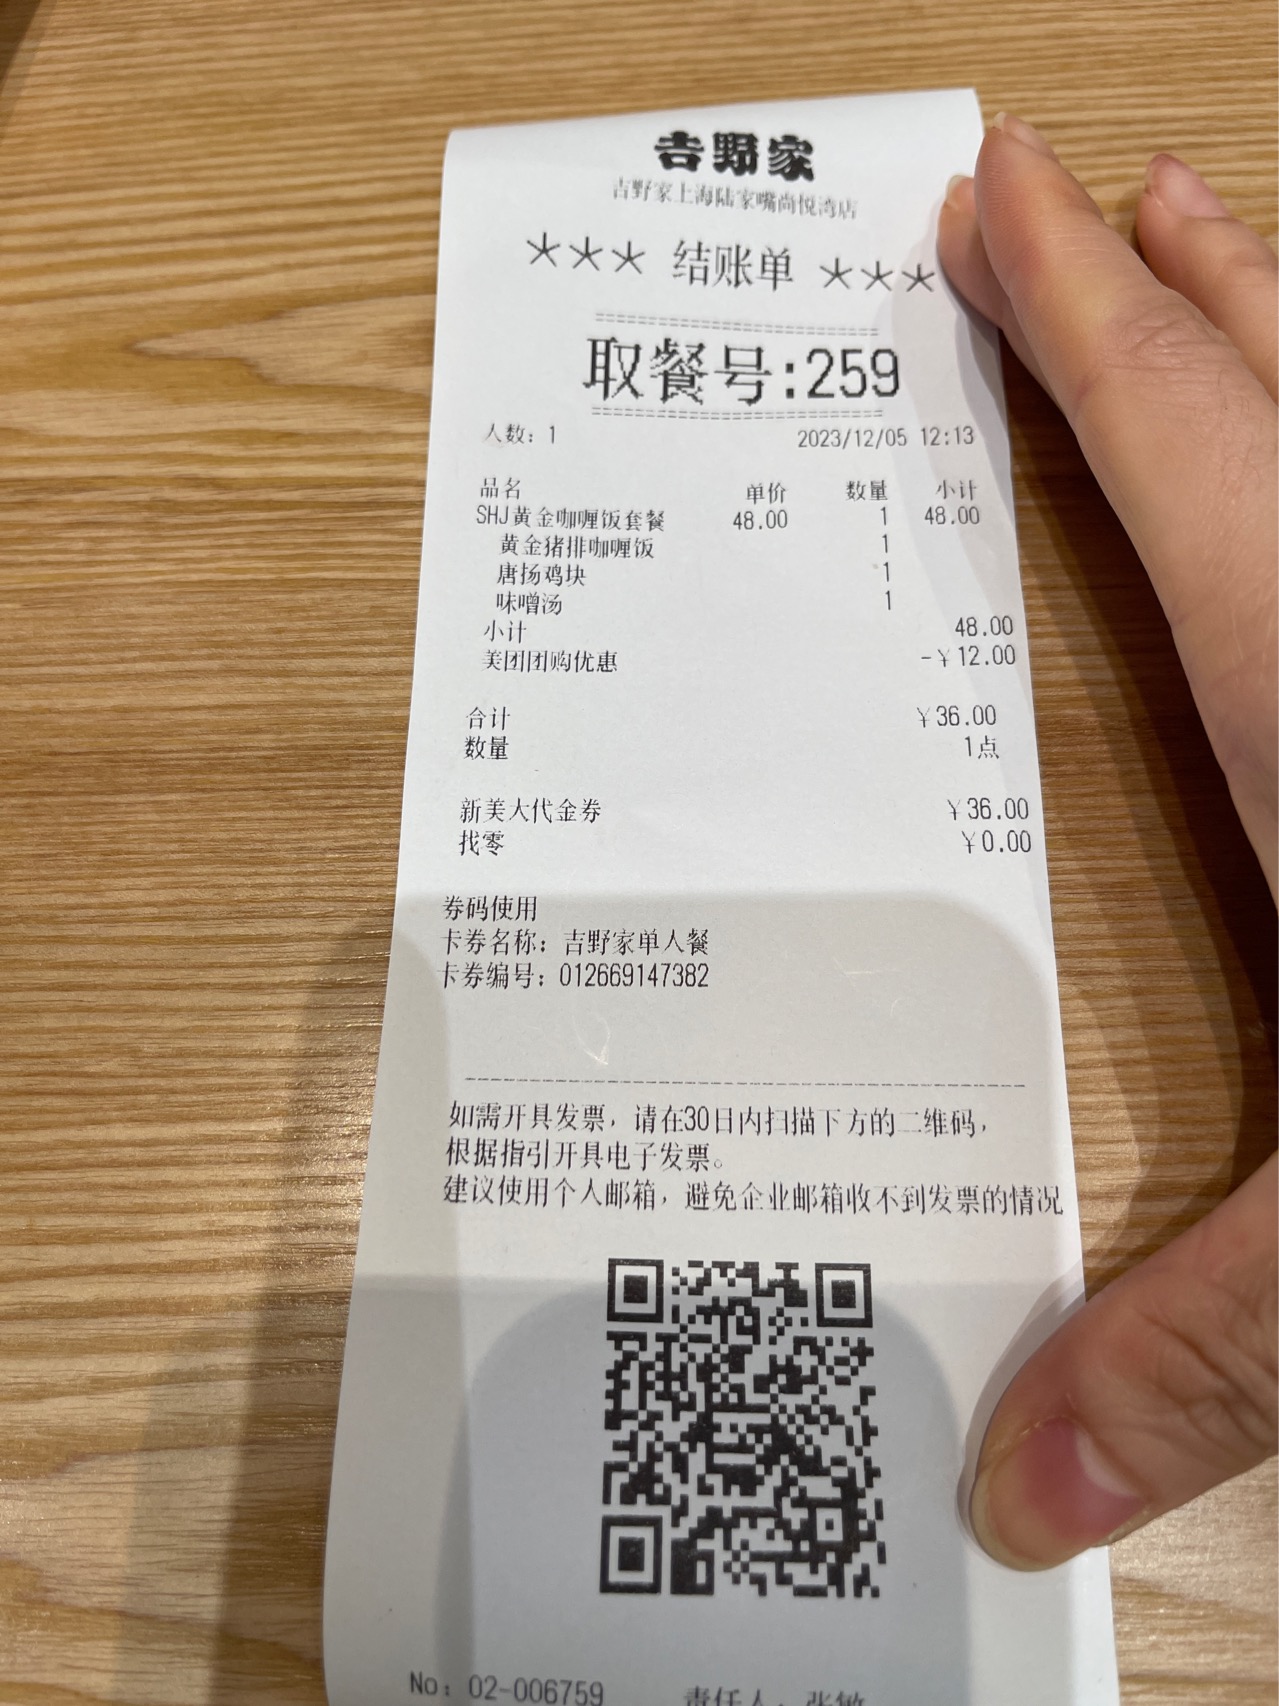 吉野家
吉野家上海陆家嘴尚悦湾店
*** 结账单 ***
取餐号:259
人数：1 2023/12/05 12:13
品名 单价 数量 小计
SHJ黄金咖喱饭套餐 48.00 1 48.00
黄金猪排咖喱饭 1
唐扬鸡块 1
味噌汤 1
小计 48.00
美团团购优惠 -￥12.00
合计 ￥36.00
数量 1点
新美大代金券 ￥36.00
找零 ￥0.00
券码使用
卡券名称：吉野家单人餐
卡券编号：012669147382
如需开具发票，请在30日内扫描下方的二维码，
根据指引开具电子发票。
建议使用个人邮箱，避免企业邮箱收不到发票的情况
No：02-006759 责任人：张敏